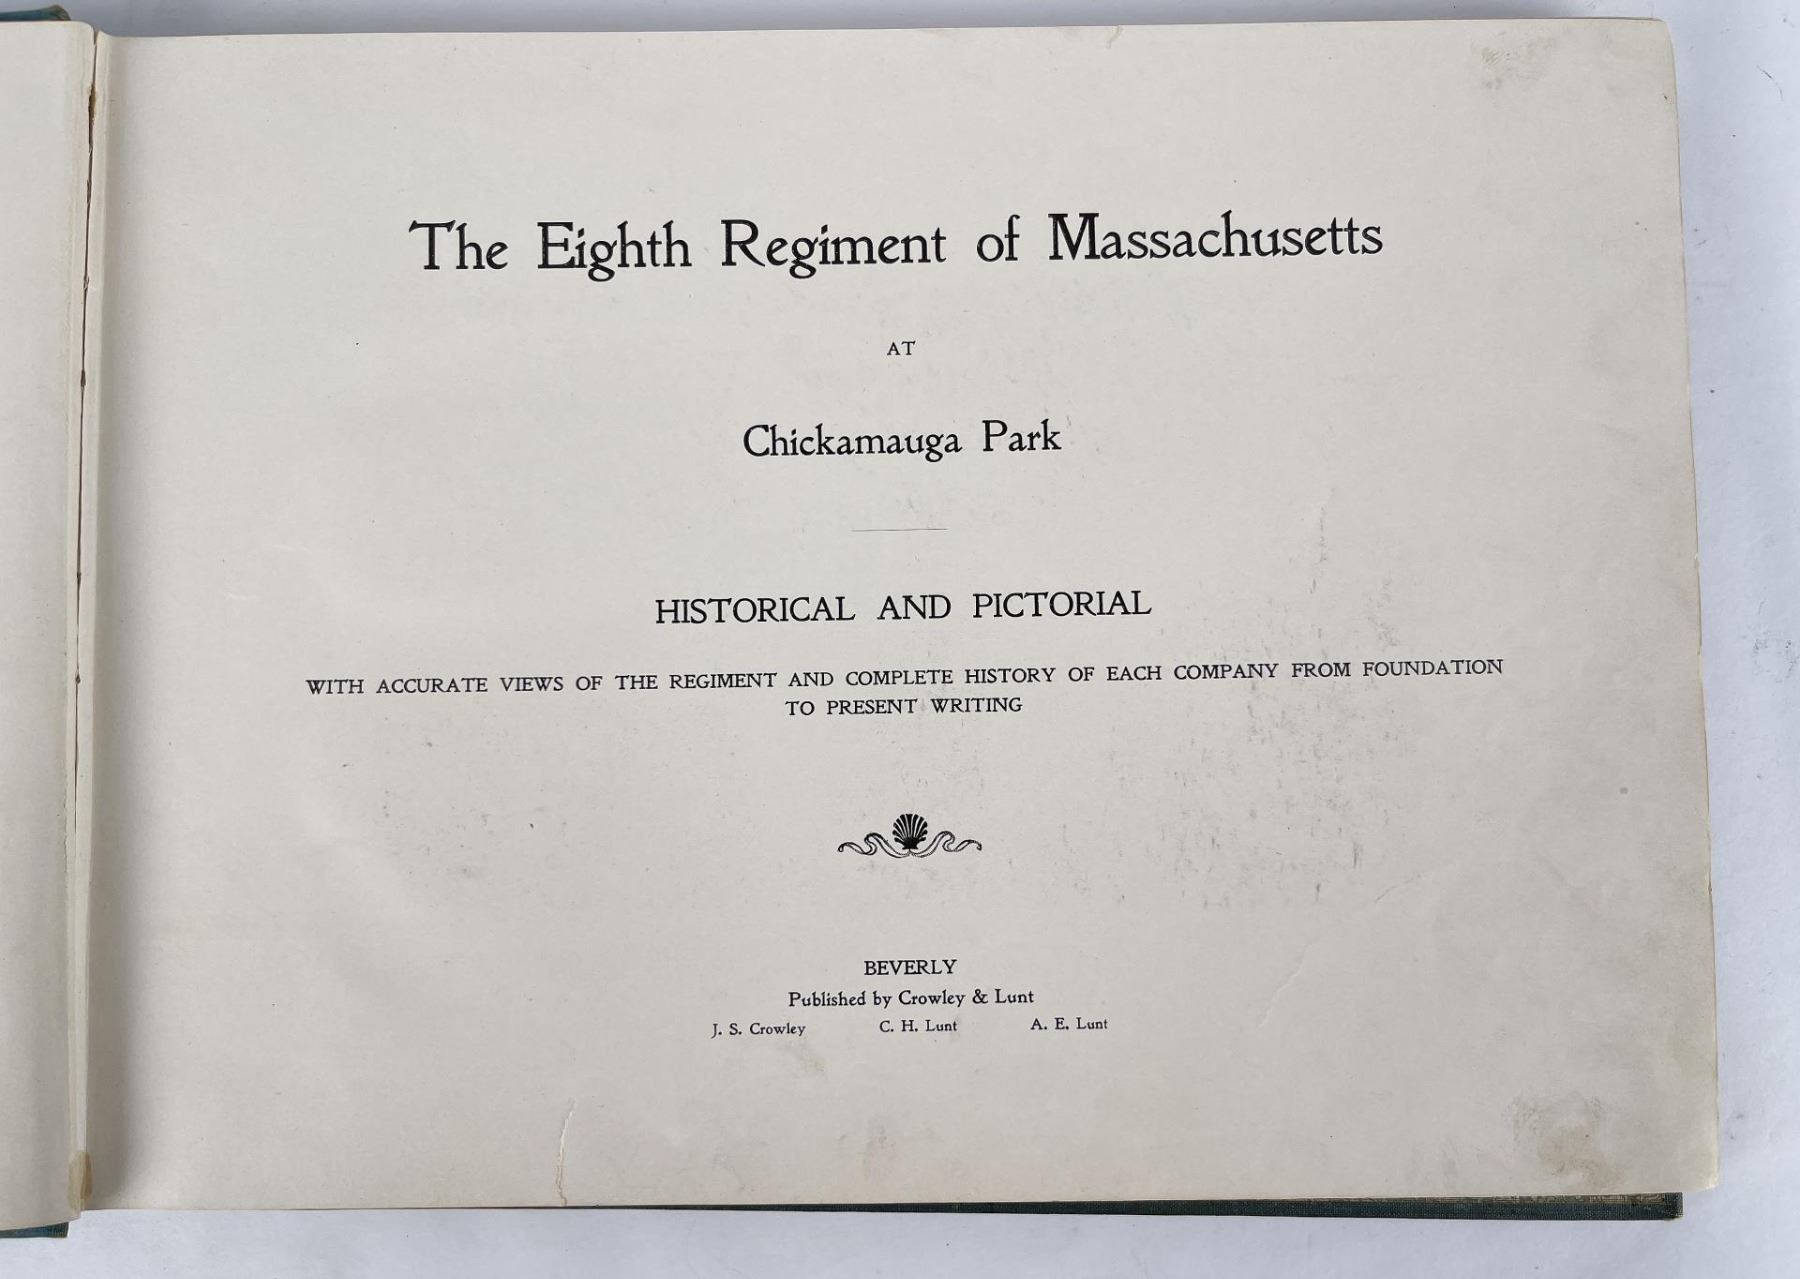 The Eighth Regiment of Massachusetts
AT
Chickamauga Park
HISTORICAL AND PICTORIAL
WITH ACCURATE VIEWS OF THE REGIMENT AND COMPLETE HISTORY OF EACH COMPANY FROM FOUNDATION
TO PRESENT WRITING
BEVERLY
Published by Crowley & Lunt
J. S. Crowley C. H. Lunt A. E. Lunt